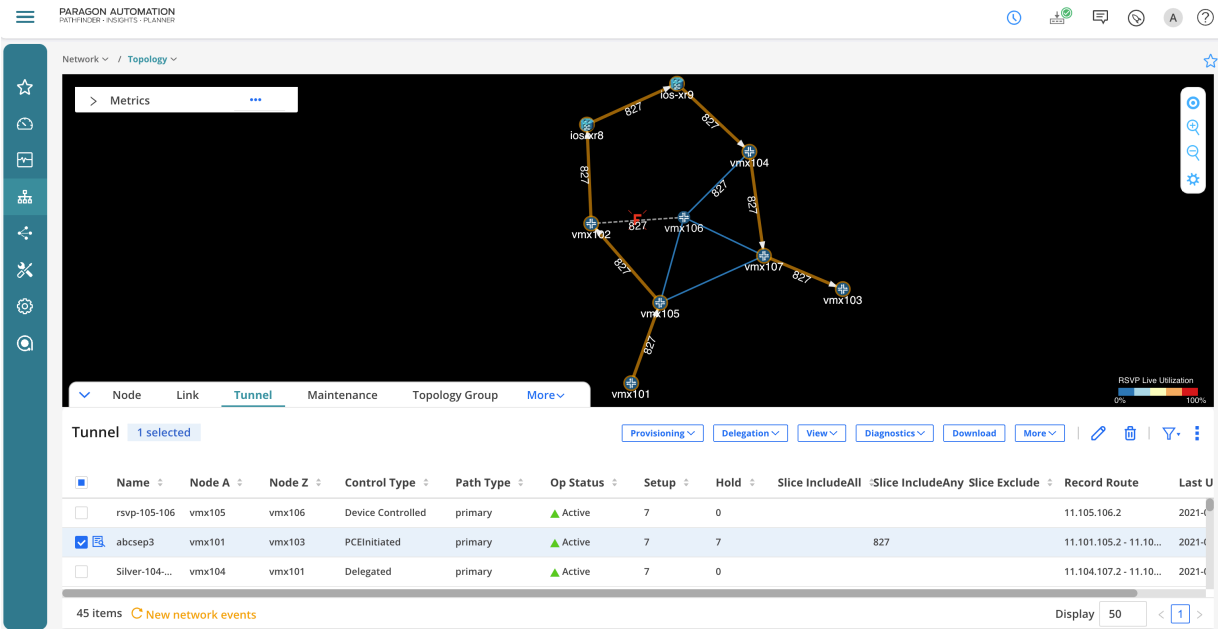 PARAGON AUTOMATION
PATHFINDER • INSIGHTS • PLANNER
A
Network / Topology
Metrics
ios-xr9
827
827
ios-xr8
vmx104
827
827
827
F
827
vmx102
vmx106
827
vmx107
827
vmx103
vmx105
827
vmx101
RSVP Live Utilization
0% 100%
Node Link Tunnel Maintenance Topology Group More
Tunnel 1 selected
Provisioning Delegation View Diagnostics Download More
Name Node A Node Z Control Type Path Type Op Status Setup Hold Slice IncludeAll Slice IncludeAny Slice Exclude Record Route Last U
rsvp-105-106 vmx105 vmx106 Device Controlled primary Active 7 0 11.105.106.2 2021-0
abcsep3 vmx101 vmx103 PCEInitiated primary Active 7 7 827 11.101.105.2 - 11.10... 2021-0
Silver-104-... vmx104 vmx101 Delegated primary Active 7 0 11.104.107.2 - 11.10... 2021-0
45 items New network events
Display 50 < 1 >